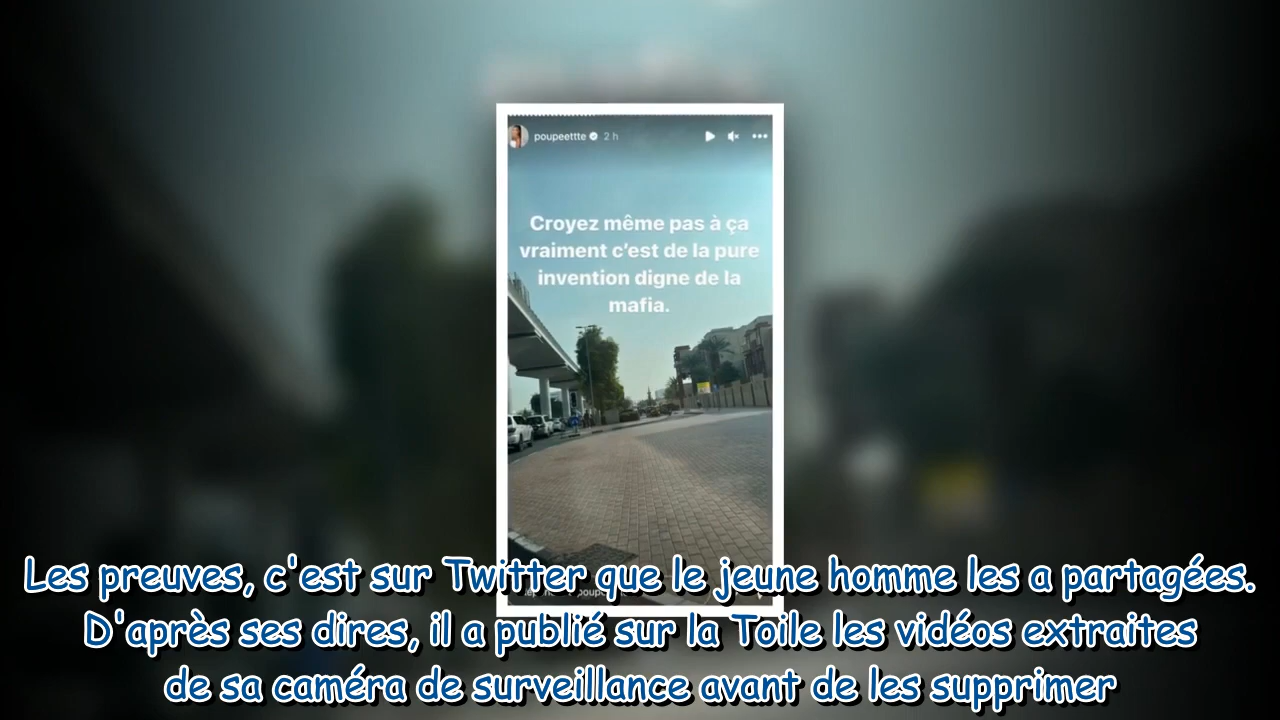 poupeettte 2 h
Croyez même pas à ça
vraiment c'est de la pure
invention digne de la
mafia.
Les preuves, c'est sur Twitter que le jeune homme les a partagées.
D'après ses dires, il a publié sur la Toile les vidéos extraites
de sa caméra de surveillance avant de les supprimer